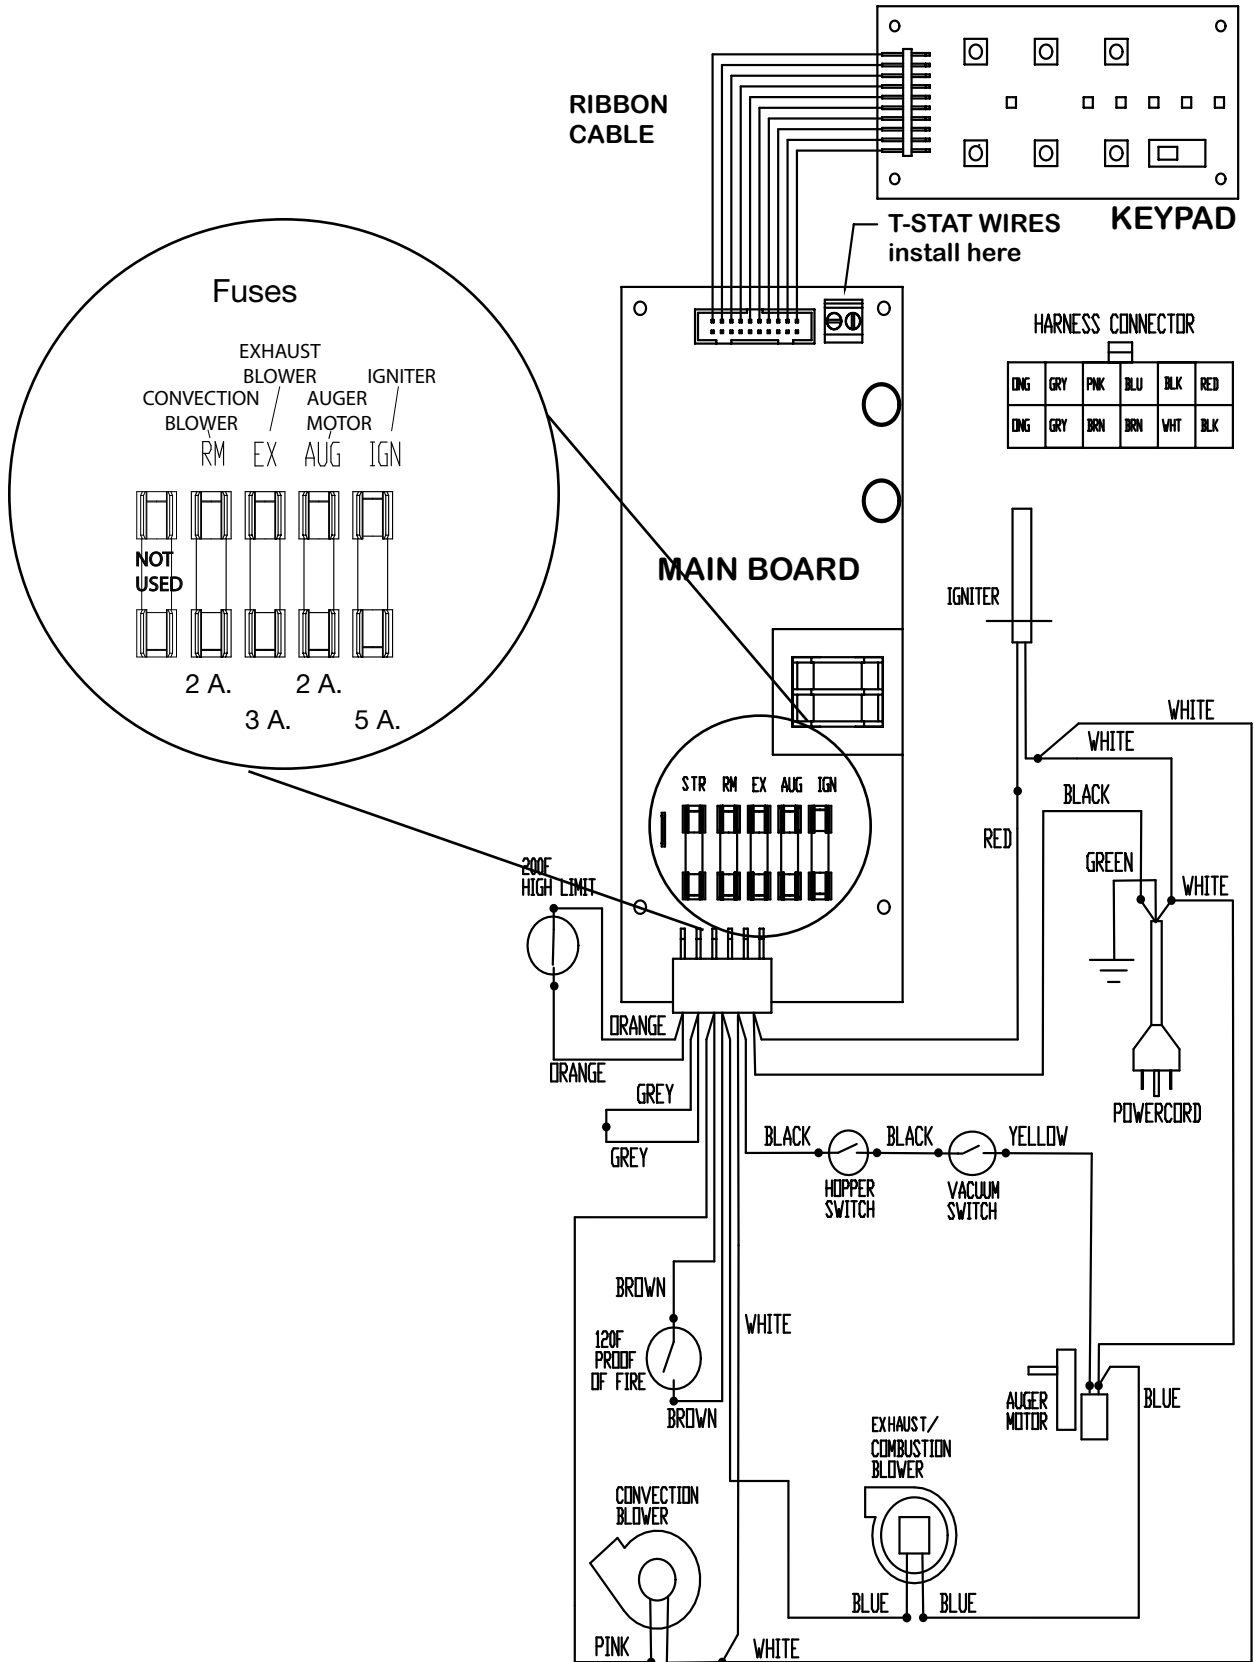 RIBBON
CABLE
KEYPAD
T-STAT WIRES
install here
Fuses
EXHAUST
BLOWER
IGNITER
CONVECTION
BLOWER
AUGER
MOTOR
RM EX AUG IGN
NOT
USED
2 A. 2 A.
3 A. 5 A.
HARNESS CONNECTOR
ONG GRY PNK BLU BLK RED
ONG GRY BRN BRN WHT BLK
MAIN BOARD
IGNITER
WHITE
WHITE
BLACK
STR RM EX AUG IGN
RED
GREEN
WHITE
200F
HIGH LIMIT
ORANGE
ORANGE
GREY
GREY
POWERCORD
BLACK
BLACK
YELLOW
HOPPER
SWITCH
VACUUM
SWITCH
BROWN
WHITE
120F
PROOF
OF FIRE
BROWN
AUGER
MOTOR
BLUE
EXHAUST/
COMBUSTION
BLOWER
CONVECTION
BLOWER
BLUE
BLUE
PINK
WHITE